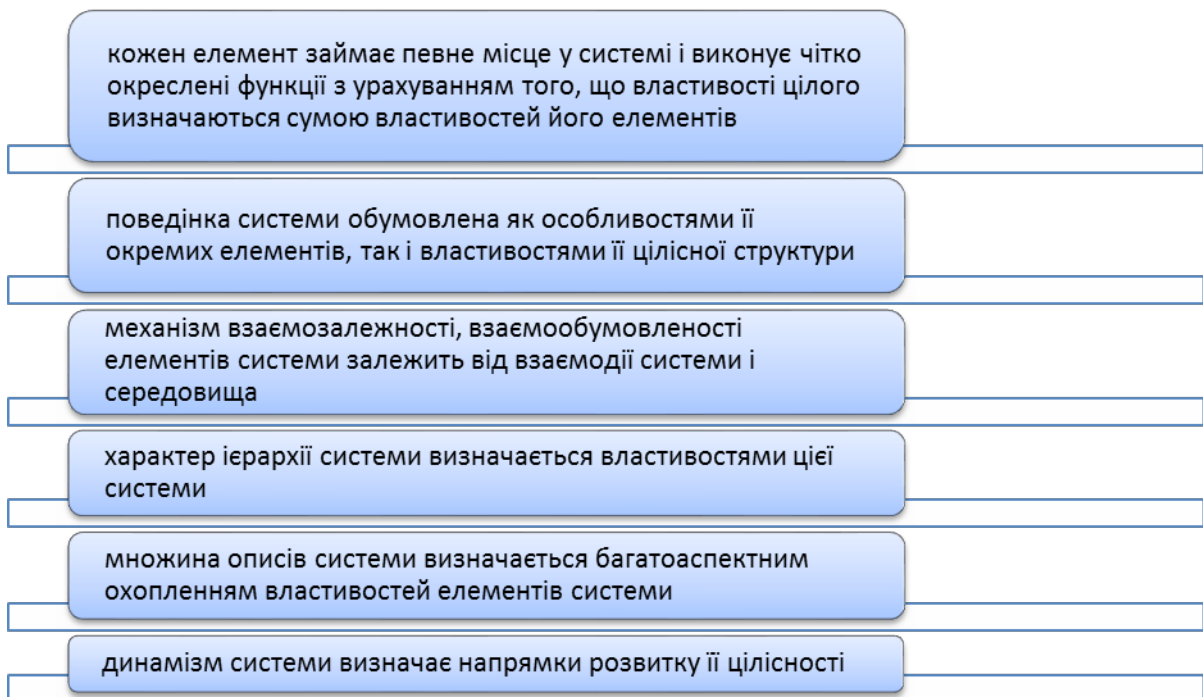 кожен елемент займає певне місце у системі і виконує чітко
окреслені функції з урахуванням того, що властивості цілого
визначаються сумою властивостей його елементів
поведінка системи обумовлена як особливостями її
окремих елементів, так і властивостями її цілісної структури
механізм взаємозалежності, взаємообумовленості
елементів системи залежить від взаємодії системи і
середовища
характер ієрархії системи визначається властивостями цієї
системи
множина описів системи визначається багатоаспектним
охопленням властивостей елементів системи
динамізм системи визначає напрямки розвитку її цілісності